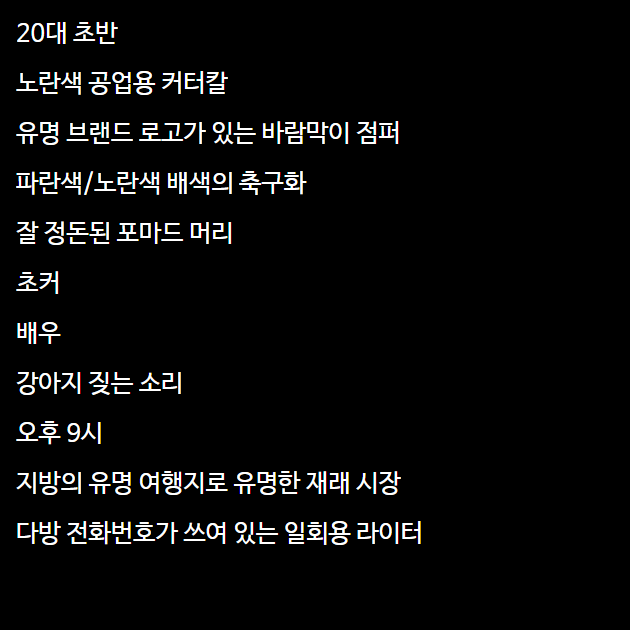 20대 초반
노란색 공업용 커터칼
유명 브랜드 로고가 있는 바람막이 점퍼
파란색/노란색 배색의 축구화
잘 정돈된 포마드 머리
초커
배우
강아지 짖는 소리
오후 9시
지방의 유명 여행지로 유명한 재래 시장
다방 전화번호가 쓰여 있는 일회용 라이터